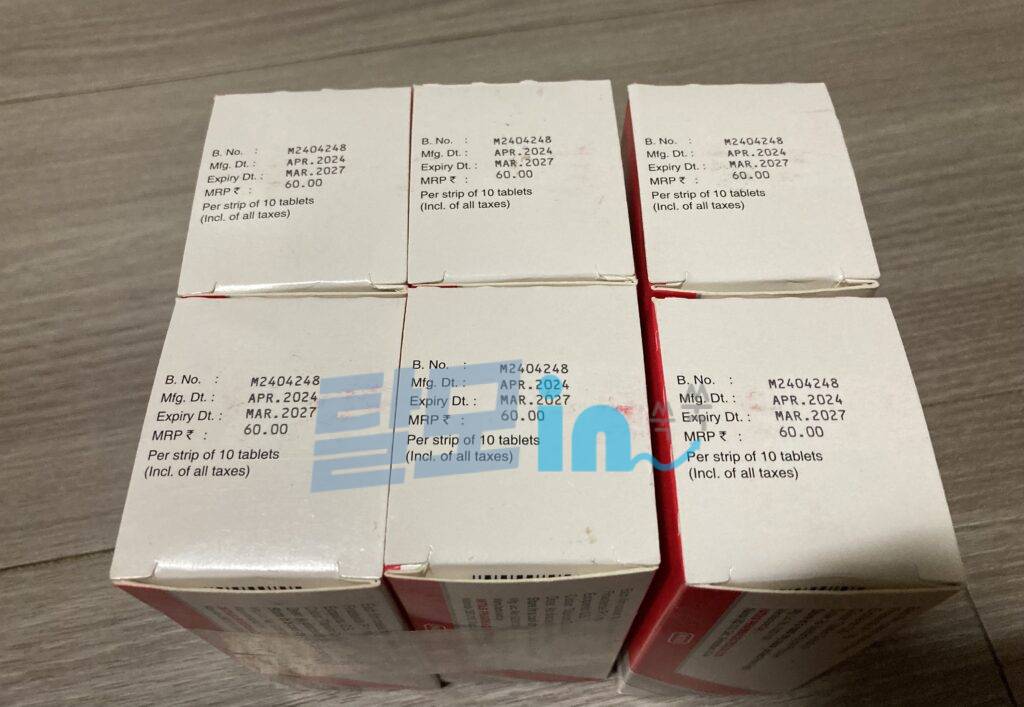 B. No. : M2404248
Mfg. Dt. : APR.2024
Expiry Dt. : MAR.2027
MRP ₹ : 60.00
Per strip of 10 tablets
(Incl. of all taxes)
B. No. : M2404248
Mfg. Dt. : APR.2024
Expiry Dt. : MAR.2027
MRP ₹ : 60.00
Per strip of 10 tablets
(Incl. of all taxes)
B. No. : M2404248
Mfg. Dt. : APR.2024
Expiry Dt. : MAR.2027
MRP ₹ : 60.00
Per strip of 10 tablets
(Incl. of all taxes)
B. No. : M2404248
Mfg. Dt. : APR.2024
Expiry Dt. : MAR.2027
MRP ₹ : 60.00
Per strip of 10 tablets
(Incl. of all taxes)
B. No. : M2404248
Mfg. Dt. : APR.2024
Expiry Dt. : MAR.2027
MRP ₹ : 60.00
Per strip of 10 tablets
(Incl. of all taxes)
B. No. : M2404248
Mfg. Dt. : APR.2024
Expiry Dt. : MAR.2027
MRP ₹ : 60.00
Per strip of 10 tablets
(Incl. of all taxes)
탈모in쏙쏙